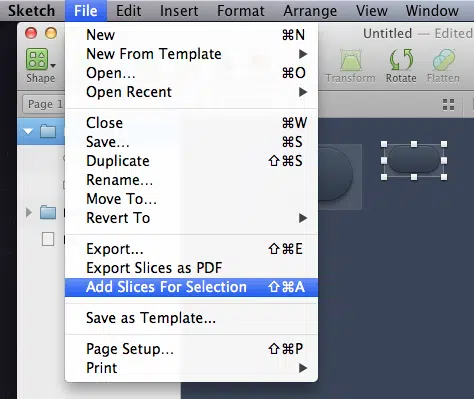 Sketch File Edit Insert Format Arrange View Window
Untitled — Edited
Shape Transform Rotate Flatten
Page 1
New ⌘N
New From Template ▶
Open... ⌘O
Open Recent ▶
Close ⌘W
Save... ⌘S
Duplicate ⇧⌘S
Rename...
Move To...
Revert To ▶
Export... ⇧⌘E
Export Slices as PDF
Add Slices For Selection ⇧⌘A
Save as Template...
Page Setup... ⇧⌘P
Print ▶